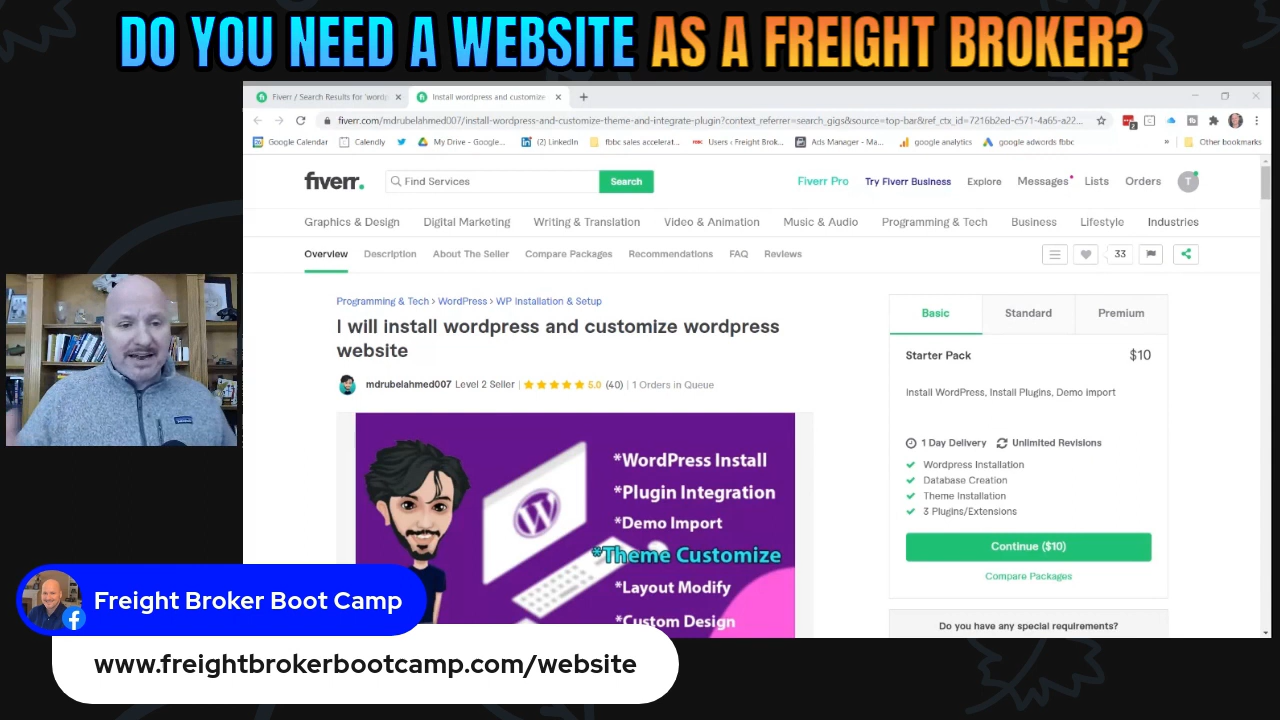 DO YOU NEED A WEBSITE AS A FREIGHT BROKER?
Fiverr / Search Results for 'wordp
Install wordpress and customize
fiverr.com/mdrubelahmed007/install-wordpress-and-customize-theme-and-integrate-plugin?context_referrer=search_gigs&source=top-bar&ref_ctx_id=7216b2ed-c571-4a65-a22...
Google Calendar
Calendly
My Drive - Google...
(2) LinkedIn
fbbc sales accelerat...
Users ‹ Freight Brok...
Ads Manager - Ma...
google analytics
google adwords fbbc
»
Other bookmarks
fiverr.
Find Services
Search
Fiverr Pro
Try Fiverr Business
Explore
Messages
Lists
Orders
T
Graphics & Design
Digital Marketing
Writing & Translation
Video & Animation
Music & Audio
Programming & Tech
Business
Lifestyle
Industries
Overview
Description
About The Seller
Compare Packages
Recommendations
FAQ
Reviews
33
Programming & Tech › WordPress › WP Installation & Setup
I will install wordpress and customize wordpress
website
mdrubelahmed007 Level 2 Seller | 5.0 (40) | 1 Orders in Queue
*WordPress Install
*Plugin Integration
*Demo Import
*Theme Customize
*Layout Modify
*Custom Design
Basic
Standard
Premium
Starter Pack $10
Install WordPress, Install Plugins, Demo import
1 Day Delivery
Unlimited Revisions
Wordpress Installation
Database Creation
Theme Installation
3 Plugins/Extensions
Continue ($10)
Compare Packages
Do you have any special requirements?
Freight Broker Boot Camp
www.freightbrokerbootcamp.com/website